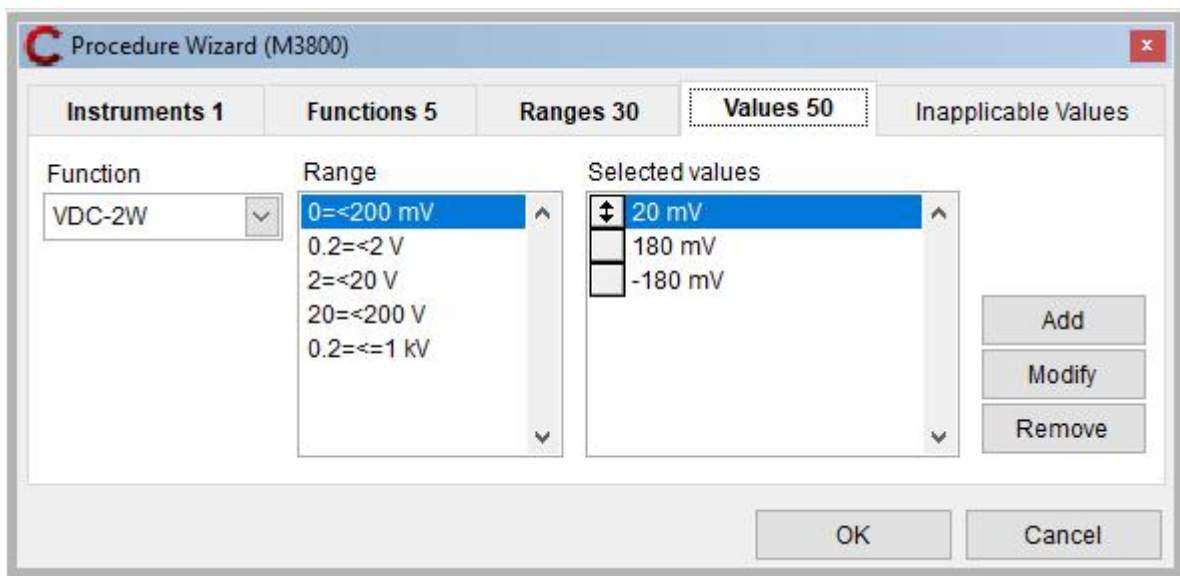 Procedure Wizard (M3800)
Instruments 1
Functions 5
Ranges 30
Values 50
Inapplicable Values
Function
VDC-2W
Range
0=<200 mV
0.2=<2 V
2=<20 V
20=<200 V
0.2=<=1 kV
Selected values
20 mV
180 mV
-180 mV
Add
Modify
Remove
OK
Cancel